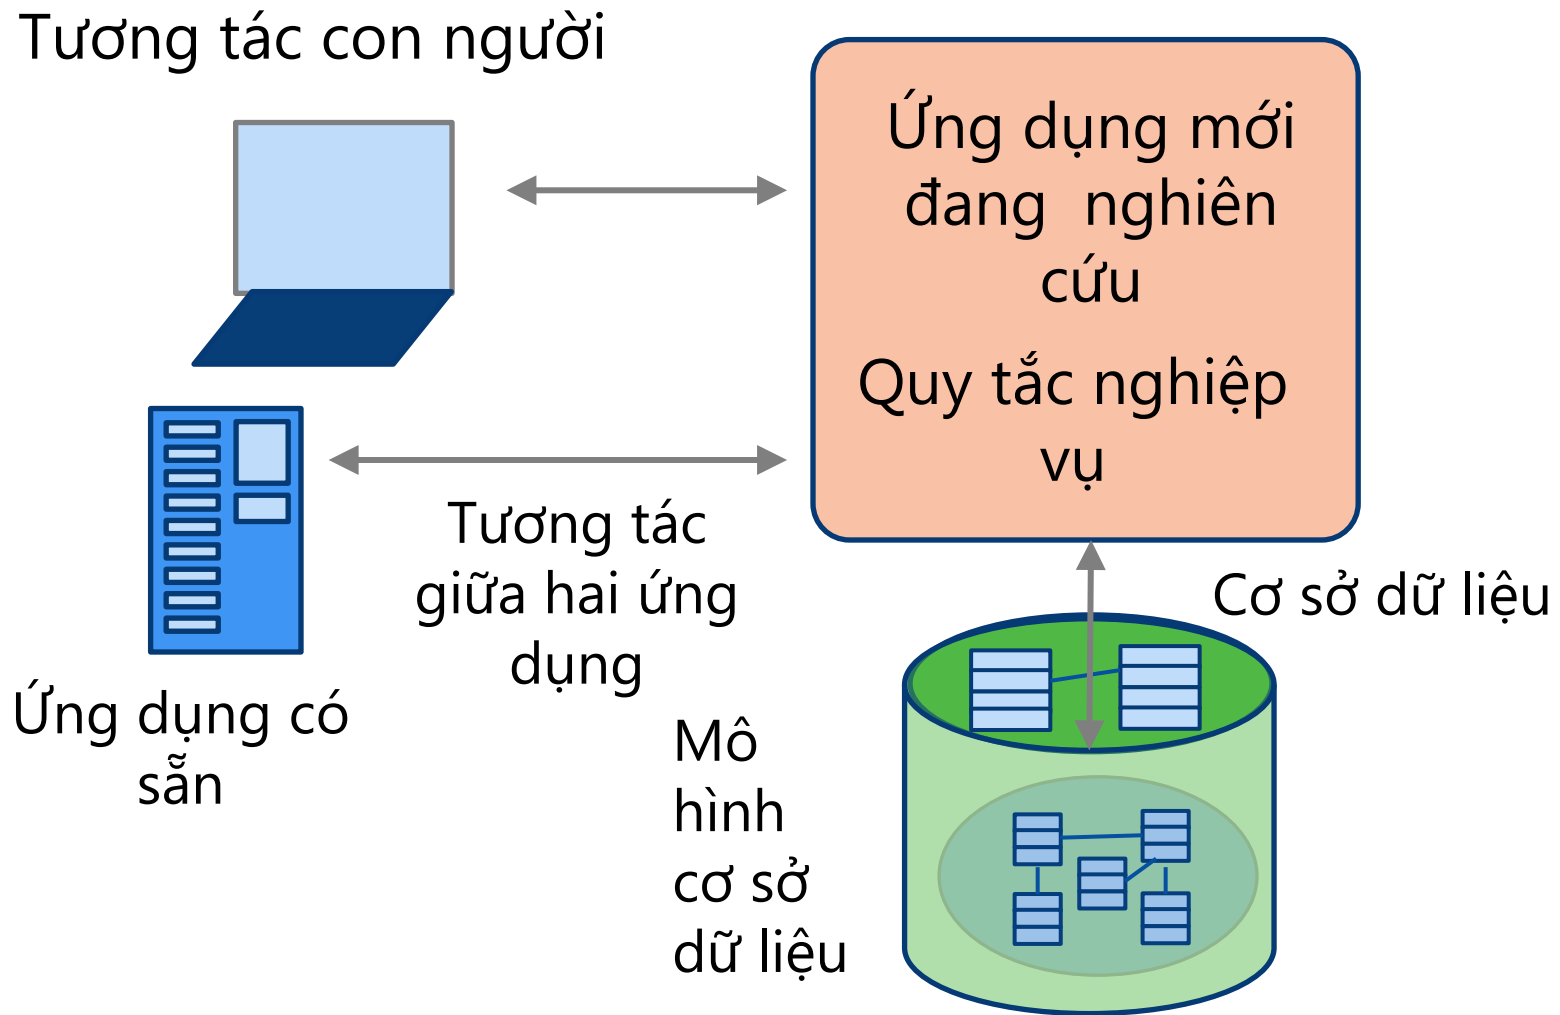 Tương tác con người
Ứng dụng mới
đang  nghiên
cứu
Quy tắc nghiệp
vụ
Tương tác
giữa hai ứng
dụng
Ứng dụng có
sẵn
Cơ sở dữ liệu
Mô
hình
cơ sở
dữ liệu